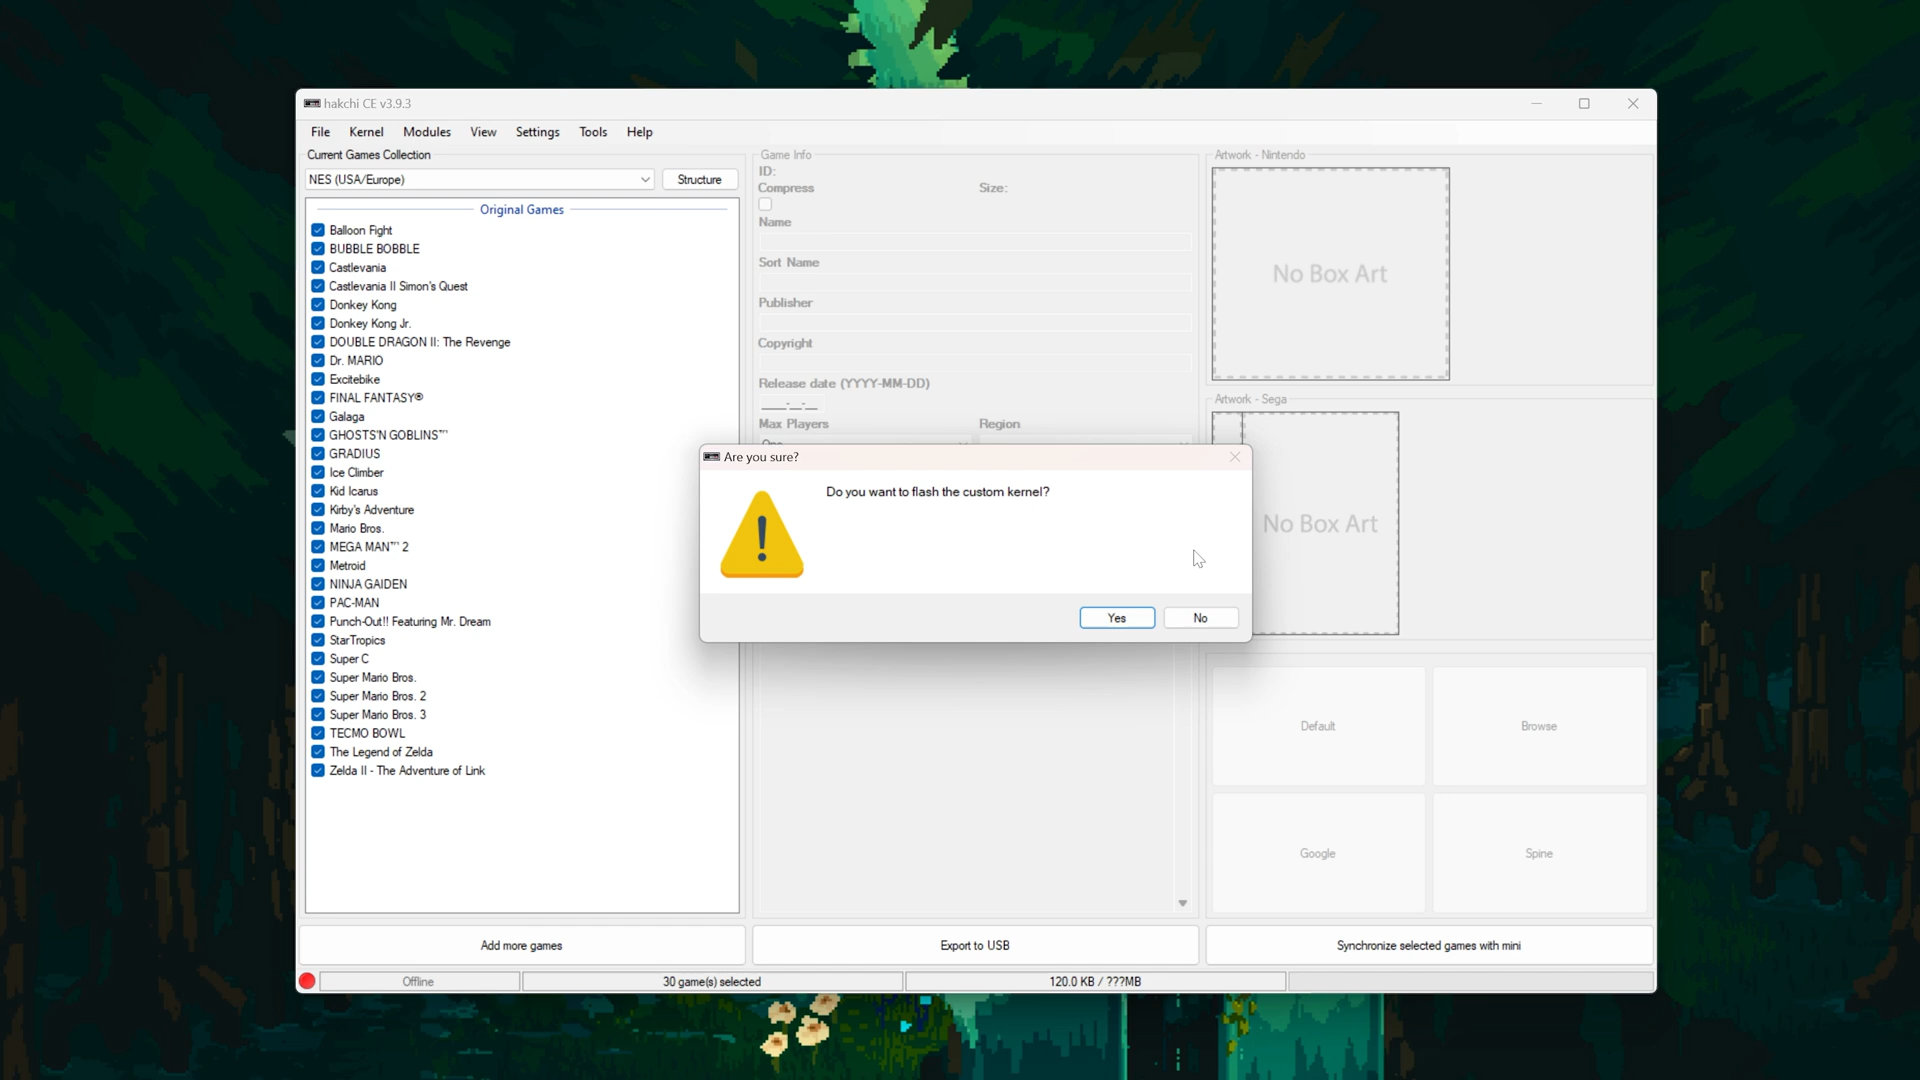 hakchi CE v3.9.3
File Kernel Modules View Settings Tools Help
Current Games Collection
NES (USA/Europe)
Structure
Original Games
Balloon Fight
BUBBLE BOBBLE
Castlevania
Castlevania II Simon's Quest
Donkey Kong
Donkey Kong Jr.
DOUBLE DRAGON II: The Revenge
Dr. MARIO
Excitebike
FINAL FANTASY®
Galaga
GHOSTS'N GOBLINS™
GRADIUS
Ice Climber
Kid Icarus
Kirby's Adventure
Mario Bros.
MEGA MAN™ 2
Metroid
NINJA GAIDEN
PAC-MAN
Punch-Out!! Featuring Mr. Dream
StarTropics
Super C
Super Mario Bros.
Super Mario Bros. 2
Super Mario Bros. 3
TECMO BOWL
The Legend of Zelda
Zelda II - The Adventure of Link
Game Info
ID:
Compress
Size:
Name
Sort Name
Publisher
Copyright
Release date (YYYY-MM-DD)
____-__-__
Max Players
Region
Artwork - Nintendo
No Box Art
Artwork - Sega
No Box Art
Are you sure?
Do you want to flash the custom kernel?
Yes
No
Default
Browse
Google
Spine
Add more games
Export to USB
Synchronize selected games with mini
Offline
30 game(s) selected
120.0 KB / ???MB